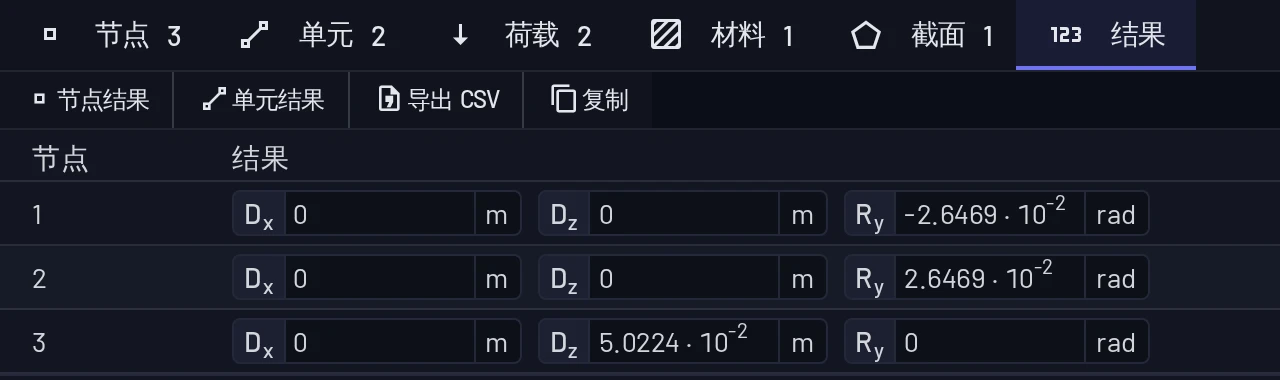 节点 3 单元 2 荷载 2 材料 1 截面 1 123 结果
节点结果 单元结果 导出 CSV 复制
节点 结果
1 Dx 0 m Dz 0 m Ry -2.6469 · 10^-2 rad
2 Dx 0 m Dz 0 m Ry 2.6469 · 10^-2 rad
3 Dx 0 m Dz 5.0224 · 10^-2 m Ry 0 rad